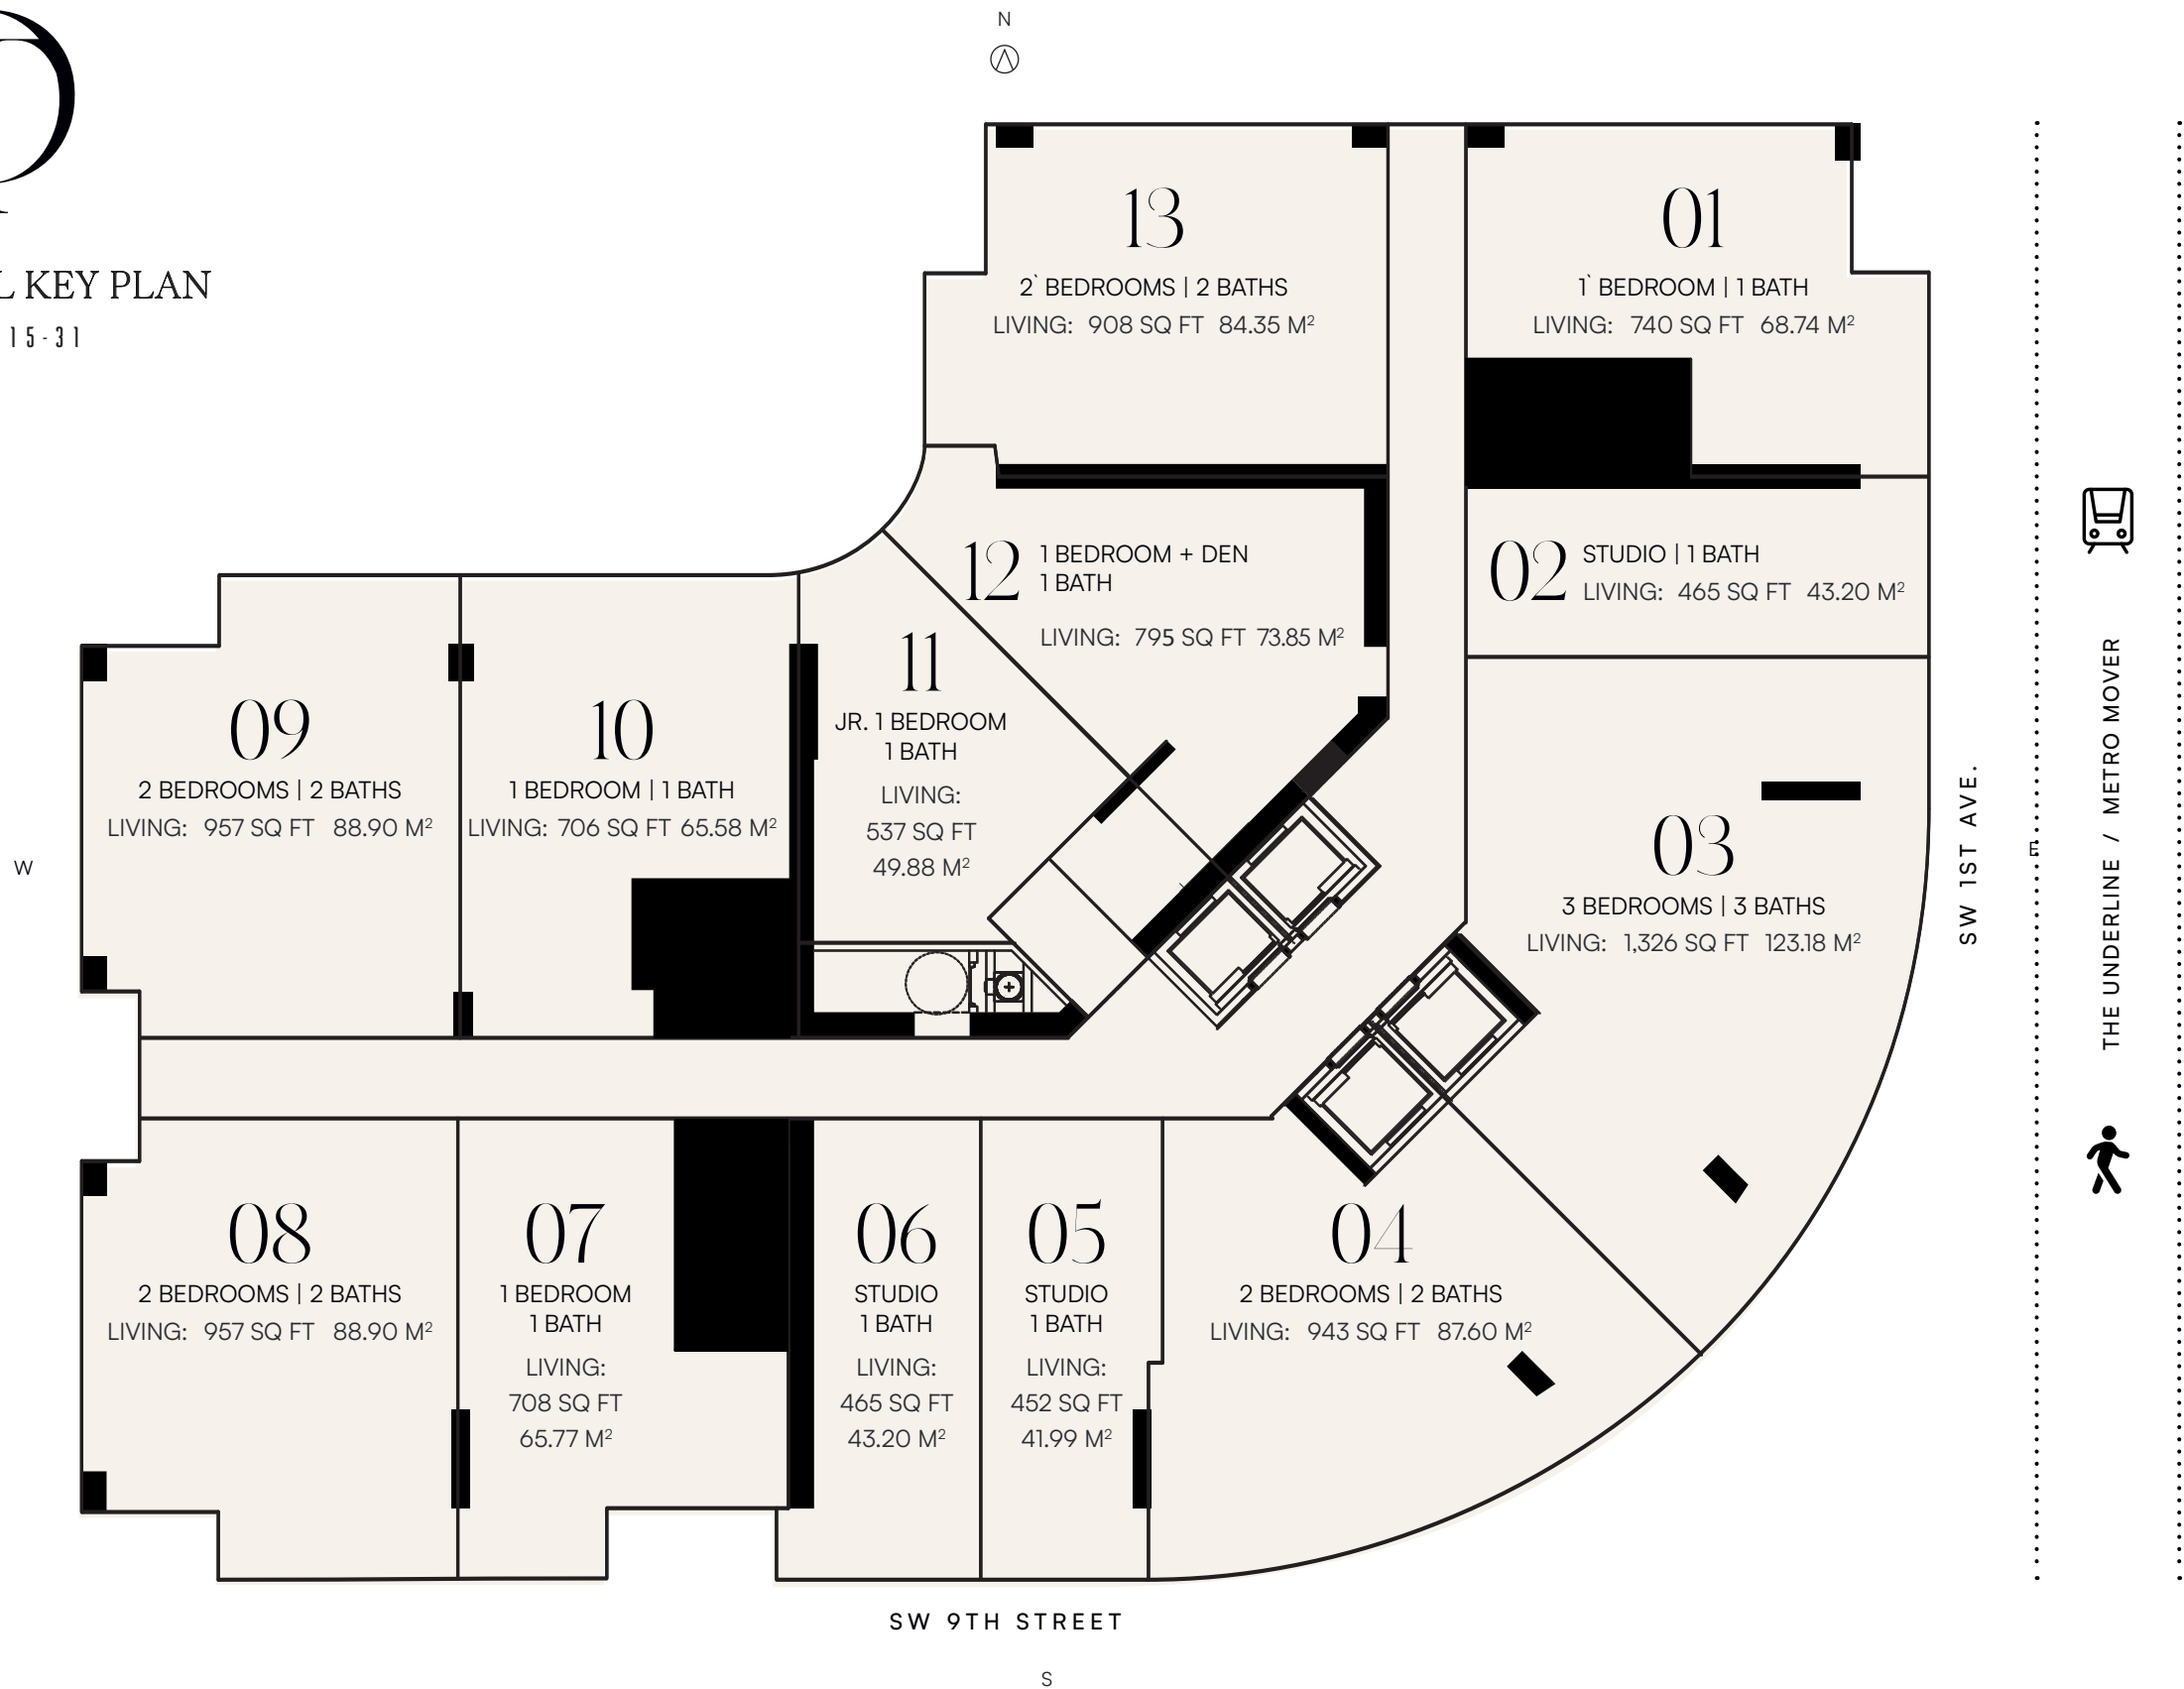 N
L KEY PLAN
15-31
13
2` BEDROOMS | 2 BATHS
LIVING: 908 SQ FT 84.35 M²
01
1` BEDROOM | 1 BATH
LIVING: 740 SQ FT 68.74 M²
12
1 BEDROOM + DEN
1 BATH
LIVING: 795 SQ FT 73.85 M²
02
STUDIO | 1 BATH
LIVING: 465 SQ FT 43.20 M²
09
2 BEDROOMS | 2 BATHS
LIVING: 957 SQ FT 88.90 M²
10
1 BEDROOM | 1 BATH
LIVING: 706 SQ FT 65.58 M²
11
JR. 1 BEDROOM
1 BATH
LIVING:
537 SQ FT
49.88 M²
03
3 BEDROOMS | 3 BATHS
LIVING: 1,326 SQ FT 123.18 M²
W
E
SW 1ST AVE.
THE UNDERLINE / METRO MOVER
08
2 BEDROOMS | 2 BATHS
LIVING: 957 SQ FT 88.90 M²
07
1 BEDROOM
1 BATH
LIVING:
708 SQ FT
65.77 M²
06
STUDIO
1 BATH
LIVING:
465 SQ FT
43.20 M²
05
STUDIO
1 BATH
LIVING:
452 SQ FT
41.99 M²
04
2 BEDROOMS | 2 BATHS
LIVING: 943 SQ FT 87.60 M²
SW 9TH STREET
S